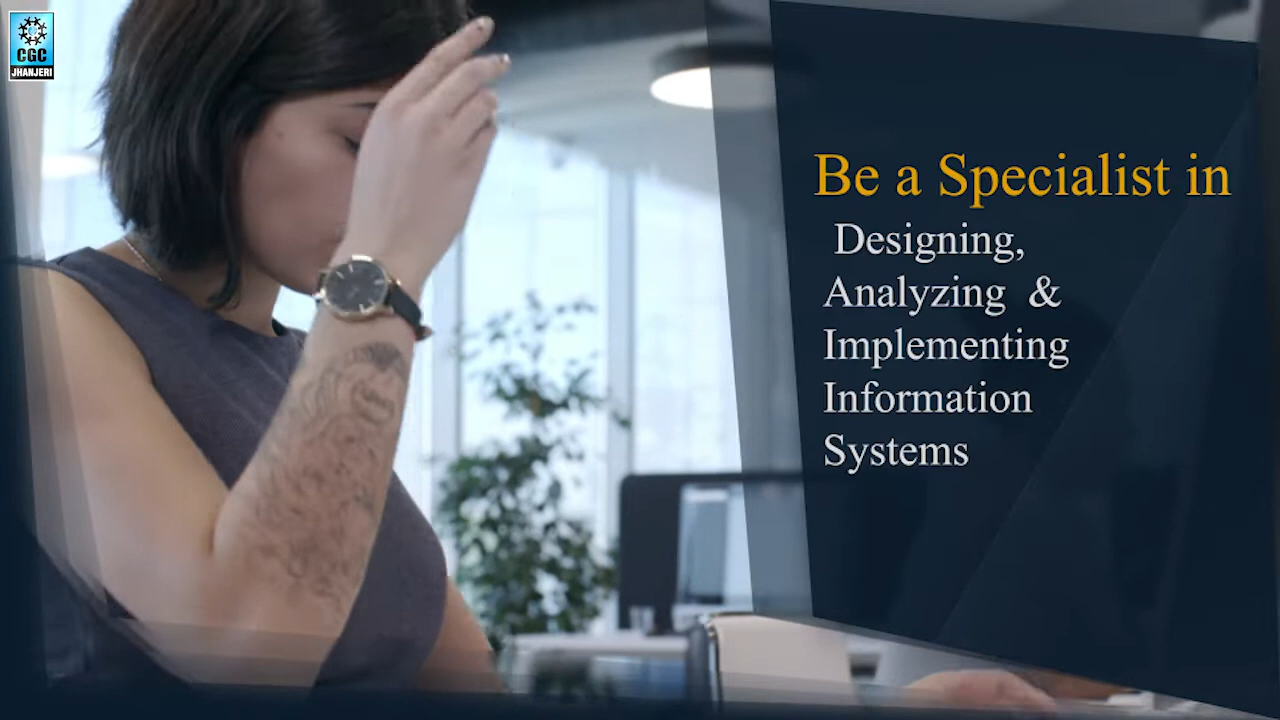 CGC
JHANJERI
Be a Specialist in
Designing,
Analyzing &
Implementing
Information
Systems